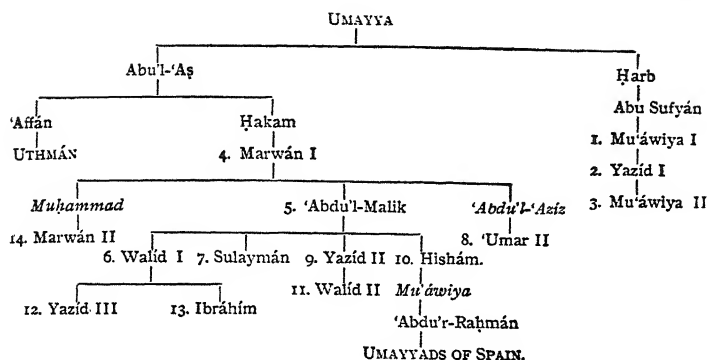 UMAYYA
Abu'l-‘Aṣ Ḥarb
‘Affán Ḥakam Abu Sufyán
UTHMÁN 4. Marwán I 1. Mu‘áwiya I
2. Yazíd I
Muḥammad 5. ‘Abdu'l-Malik ‘Abdu'l-‘Azíz 3. Mu‘áwiya II
14. Marwán II 8. ‘Umar II
6. Walíd I 7. Sulaymán 9. Yazíd II 10. Hishám.
11. Walíd II Mu‘áwiya
12. Yazíd III 13. Ibráhím
‘Abdu'r-Raḥmán
UMAYYADS OF SPAIN.